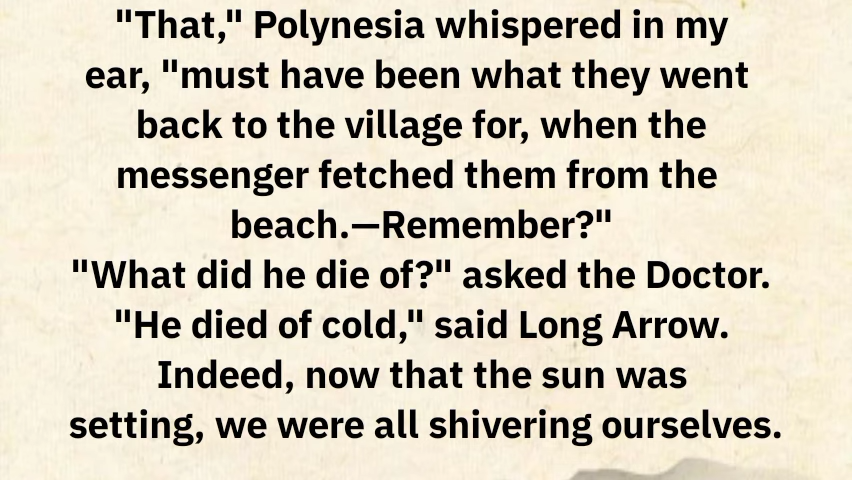 "That," Polynesia whispered in my
ear, "must have been what they went
back to the village for, when the
messenger fetched them from the
beach.—Remember?"
"What did he die of?" asked the Doctor.
"He died of cold," said Long Arrow.
Indeed, now that the sun was
setting, we were all shivering ourselves.